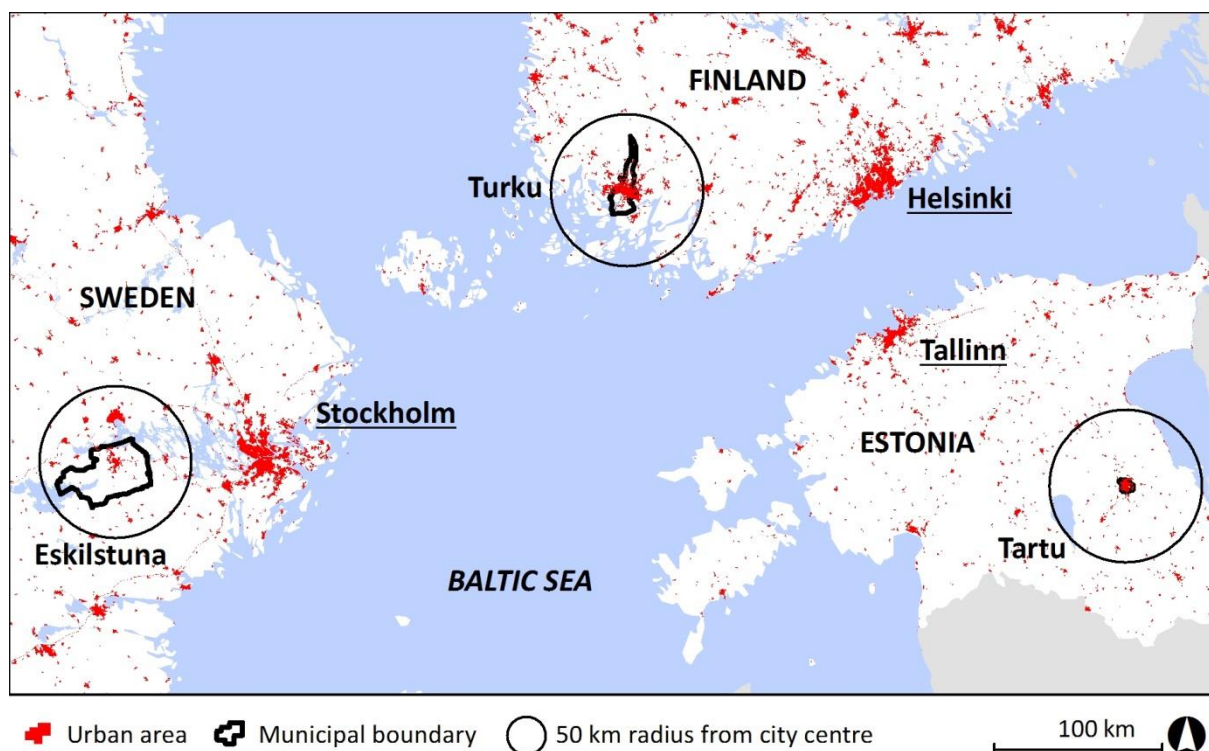 FINLAND
Turku
Helsinki
SWEDEN
Tallinn
Stockholm
ESTONIA
Eskilstuna
Tartu
BALTIC SEA
Urban area
Municipal boundary
50 km radius from city centre
100 km